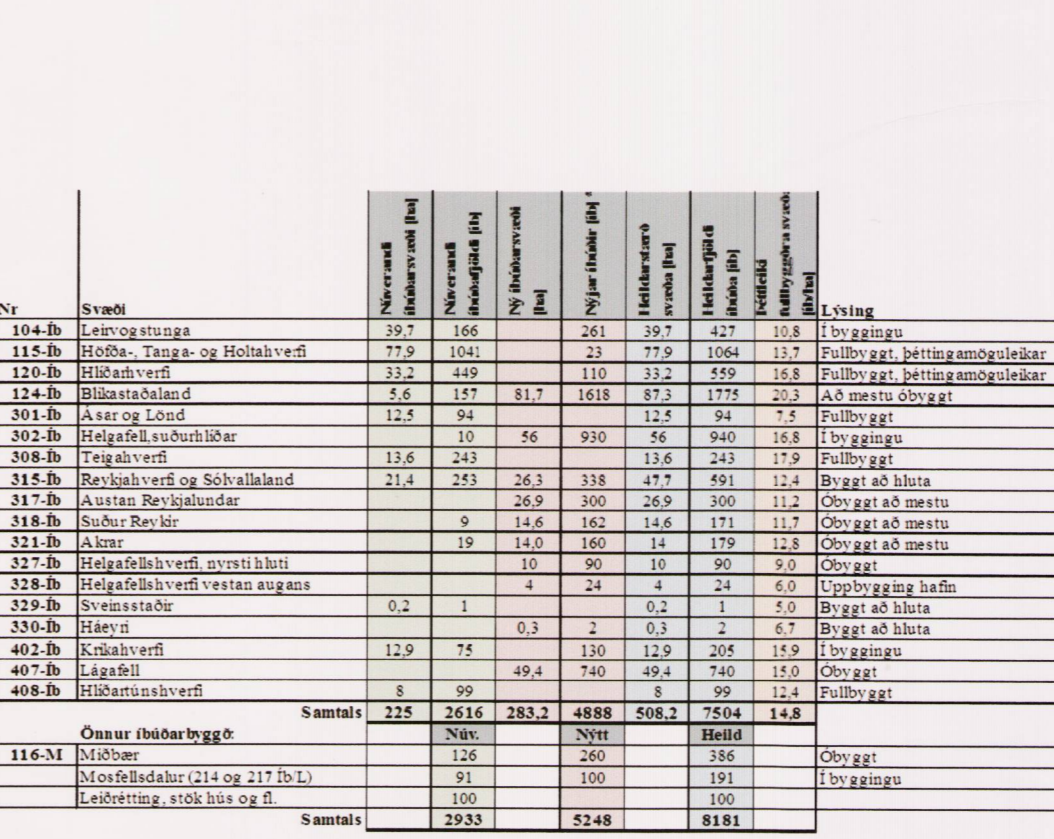 Nr Svæði Núverandi íbúðarsvæði [ha] Núverandi íbúðafjöldi [íb] Ný íbúðarsvæði [ha] Nýjar íbúðir [íb] Heildarstærð svæða [ha] Heildarfjöldi íbúða [íb] Þéttleiki fullbyggðra svæða [íb/ha] Lýsing
104-Íb Leirvogstunga 39,7 166 261 39,7 427 10,8 Í byggingu
115-Íb Höfða-, Tanga- og Holtahverfi 77,9 1041 23 77,9 1064 13,7 Fullbyggt, þéttingamöguleikar
120-Íb Hlíðarhverfi 33,2 449 110 33,2 559 16,8 Fullbyggt, þéttingamöguleikar
124-Íb Blikastaðaland 5,6 157 81,7 1618 87,3 1775 20,3 Að mestu óbyggt
301-Íb Ásar og Lönd 12,5 94 12,5 94 7,5 Fullbyggt
302-Íb Helgafell,suðurhlíðar 10 56 930 56 940 16,8 Í byggingu
308-Íb Teigahverfi 13,6 243 13,6 243 17,9 Fullbyggt
315-Íb Reykjahverfi og Sólvallaland 21,4 253 26,3 338 47,7 591 12,4 Byggt að hluta
317-Íb Austan Reykjalundar 26,9 300 26,9 300 11,2 Óbyggt að mestu
318-Íb Suður Reykir 9 14,6 162 14,6 171 11,7 Óbyggt að mestu
321-Íb Akrar 19 14,0 160 14 179 12,8 Óbyggt að mestu
327-Íb Helgafellshverfi, nyrsti hluti 10 90 10 90 9,0 Óbyggt
328-Íb Helgafellshverfi vestan augans 4 24 4 24 6,0 Uppbygging hafin
329-Íb Sveinsstaðir 0,2 1 0,2 1 5,0 Byggt að hluta
330-Íb Háeyri 0,3 2 0,3 2 6,7 Byggt að hluta
402-Íb Krikahverfi 12,9 75 130 12,9 205 15,9 Í byggingu
407-Íb Lágafell 49,4 740 49,4 740 15,0 Óbyggt
408-Íb Hlíðartúnshverfi 8 99 8 99 12,4 Fullbyggt
Samtals 225 2616 283,2 4888 508,2 7504 14,8
Önnur íbúðarbyggð: Núv. Nýtt Heild
116-M Miðbær 126 260 386 Óbyggt
Mosfellsdalur (214 og 217 Íb/L) 91 100 191 Í byggingu
Leiðrétting, stök hús og fl. 100 100
Samtals 2933 5248 8181